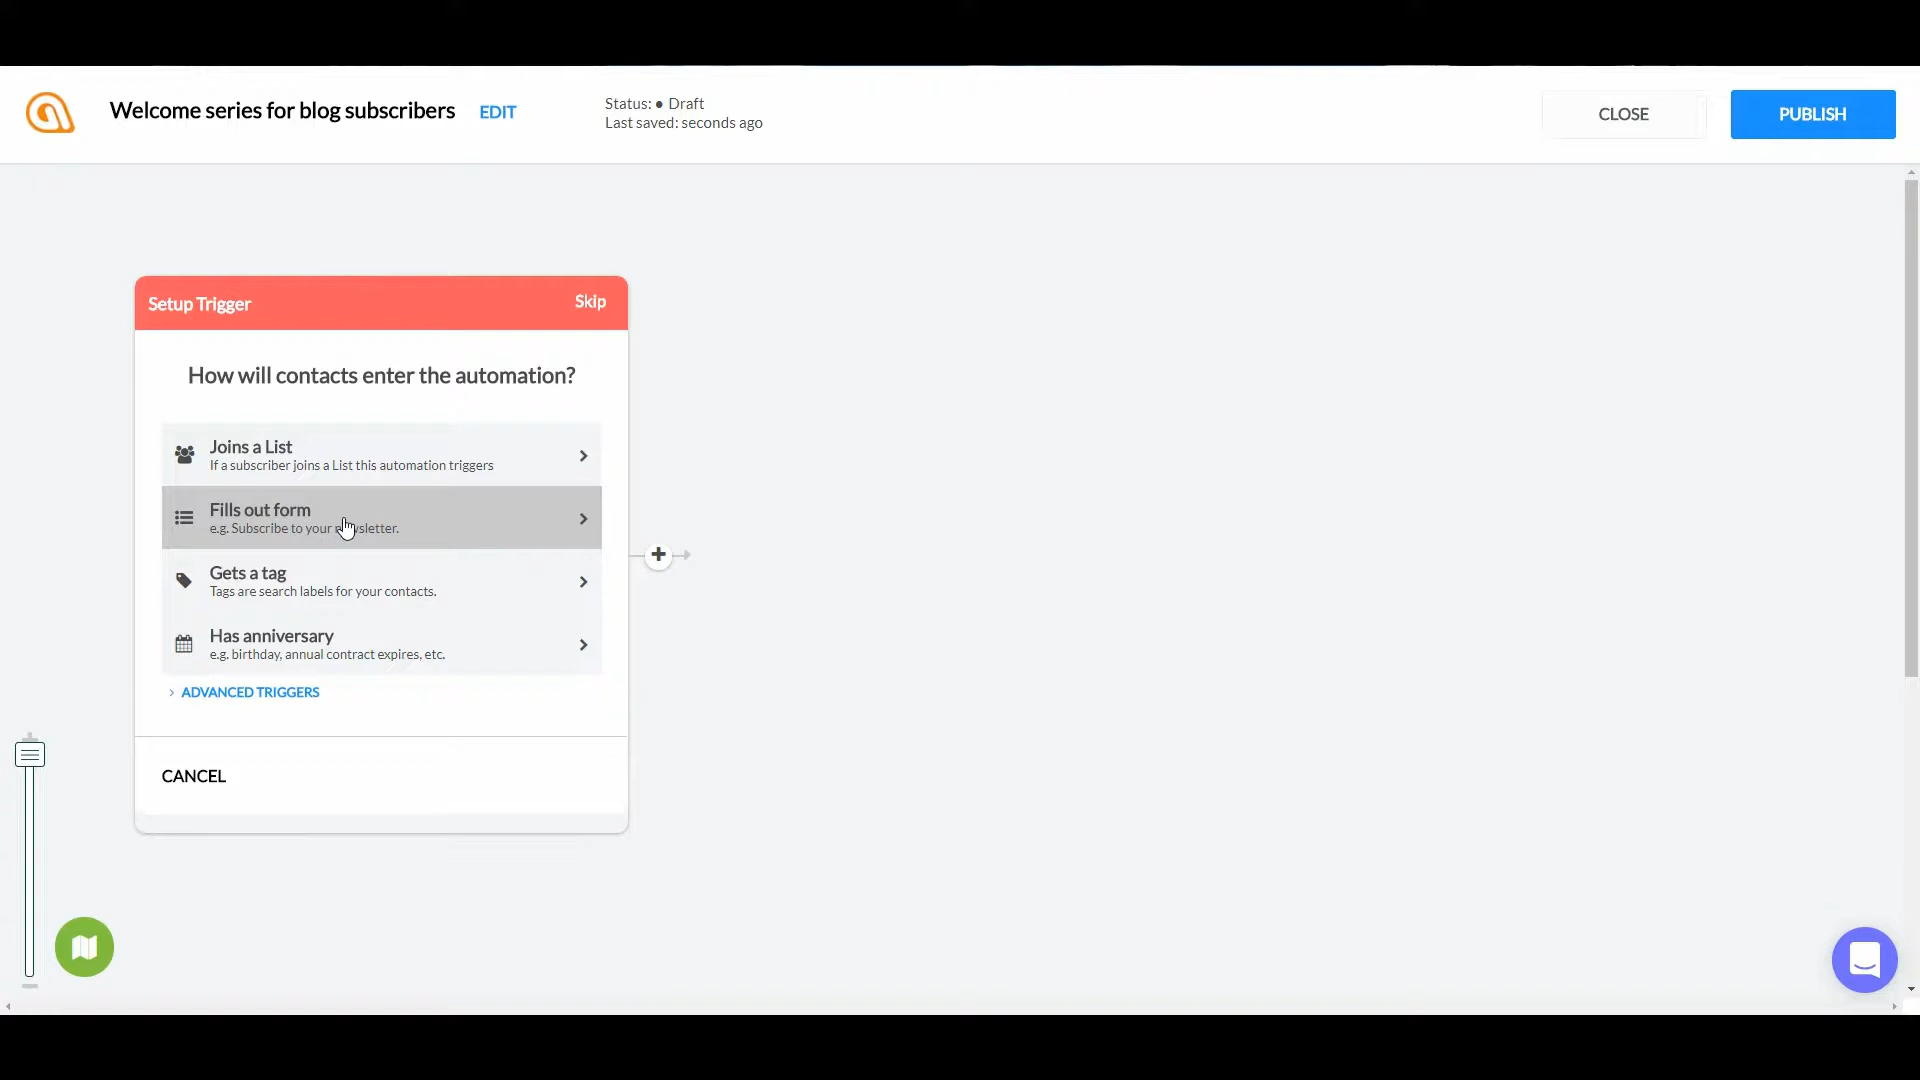 Welcome series for blog subscribers EDIT
Status: ● Draft
Last saved: seconds ago
CLOSE
PUBLISH
Setup Trigger
Skip
How will contacts enter the automation?
Joins a List
If a subscriber joins a List this automation triggers
Fills out form
e.g. Subscribe to your newsletter.
Gets a tag
Tags are search labels for your contacts.
Has anniversary
e.g. birthday, annual contract expires, etc.
ADVANCED TRIGGERS
CANCEL